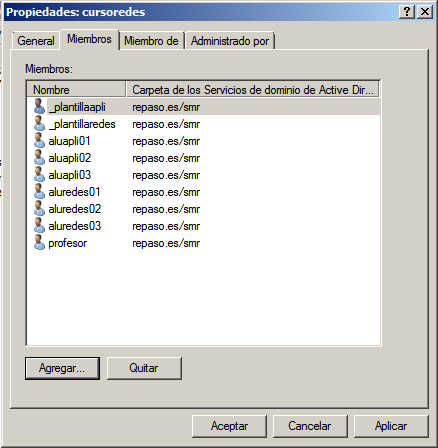 Propiedades: cursoredes
General Miembros Miembro de Administrado por
Miembros:
Nombre Carpeta de los Servicios de dominio de Active Dir...
_plantillaapli repaso.es/smr
_plantillaredes repaso.es/smr
aluapli01 repaso.es/smr
aluapli02 repaso.es/smr
aluapli03 repaso.es/smr
aluredes01 repaso.es/smr
aluredes02 repaso.es/smr
aluredes03 repaso.es/smr
profesor repaso.es/smr
Agregar... Quitar
Aceptar Cancelar Aplicar